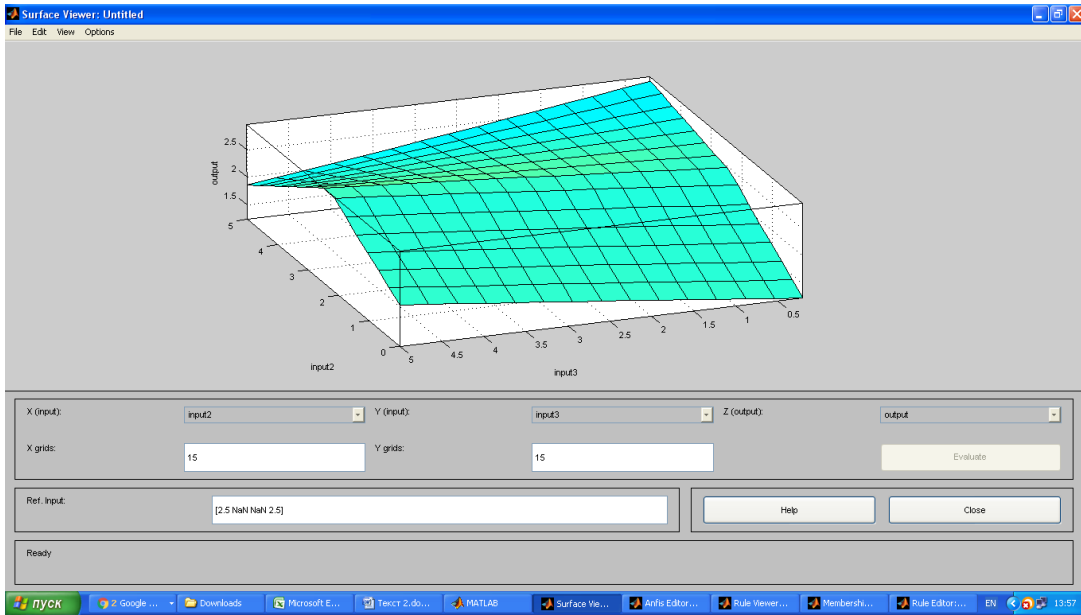 Surface Viewer: Untitled
File Edit View Options
output
2.5
2
1.5
5
4
3
2
1
0
input2
5
4.5
4
3.5
3
2.5
2
1.5
1
0.5
input3
X (input): input2 Y (input): input3 Z (output): output
X grids: 15 Y grids: 15 Evaluate
Ref. Input: [2.5 NaN NaN 2.5] Help Close
Ready
пуск 2 Google ... Downloads Microsoft E... Текст 2.do... MATLAB Surface Vie... Anfis Editor... Rule Viewer... Membershi... Rule Editor:... EN 13:57